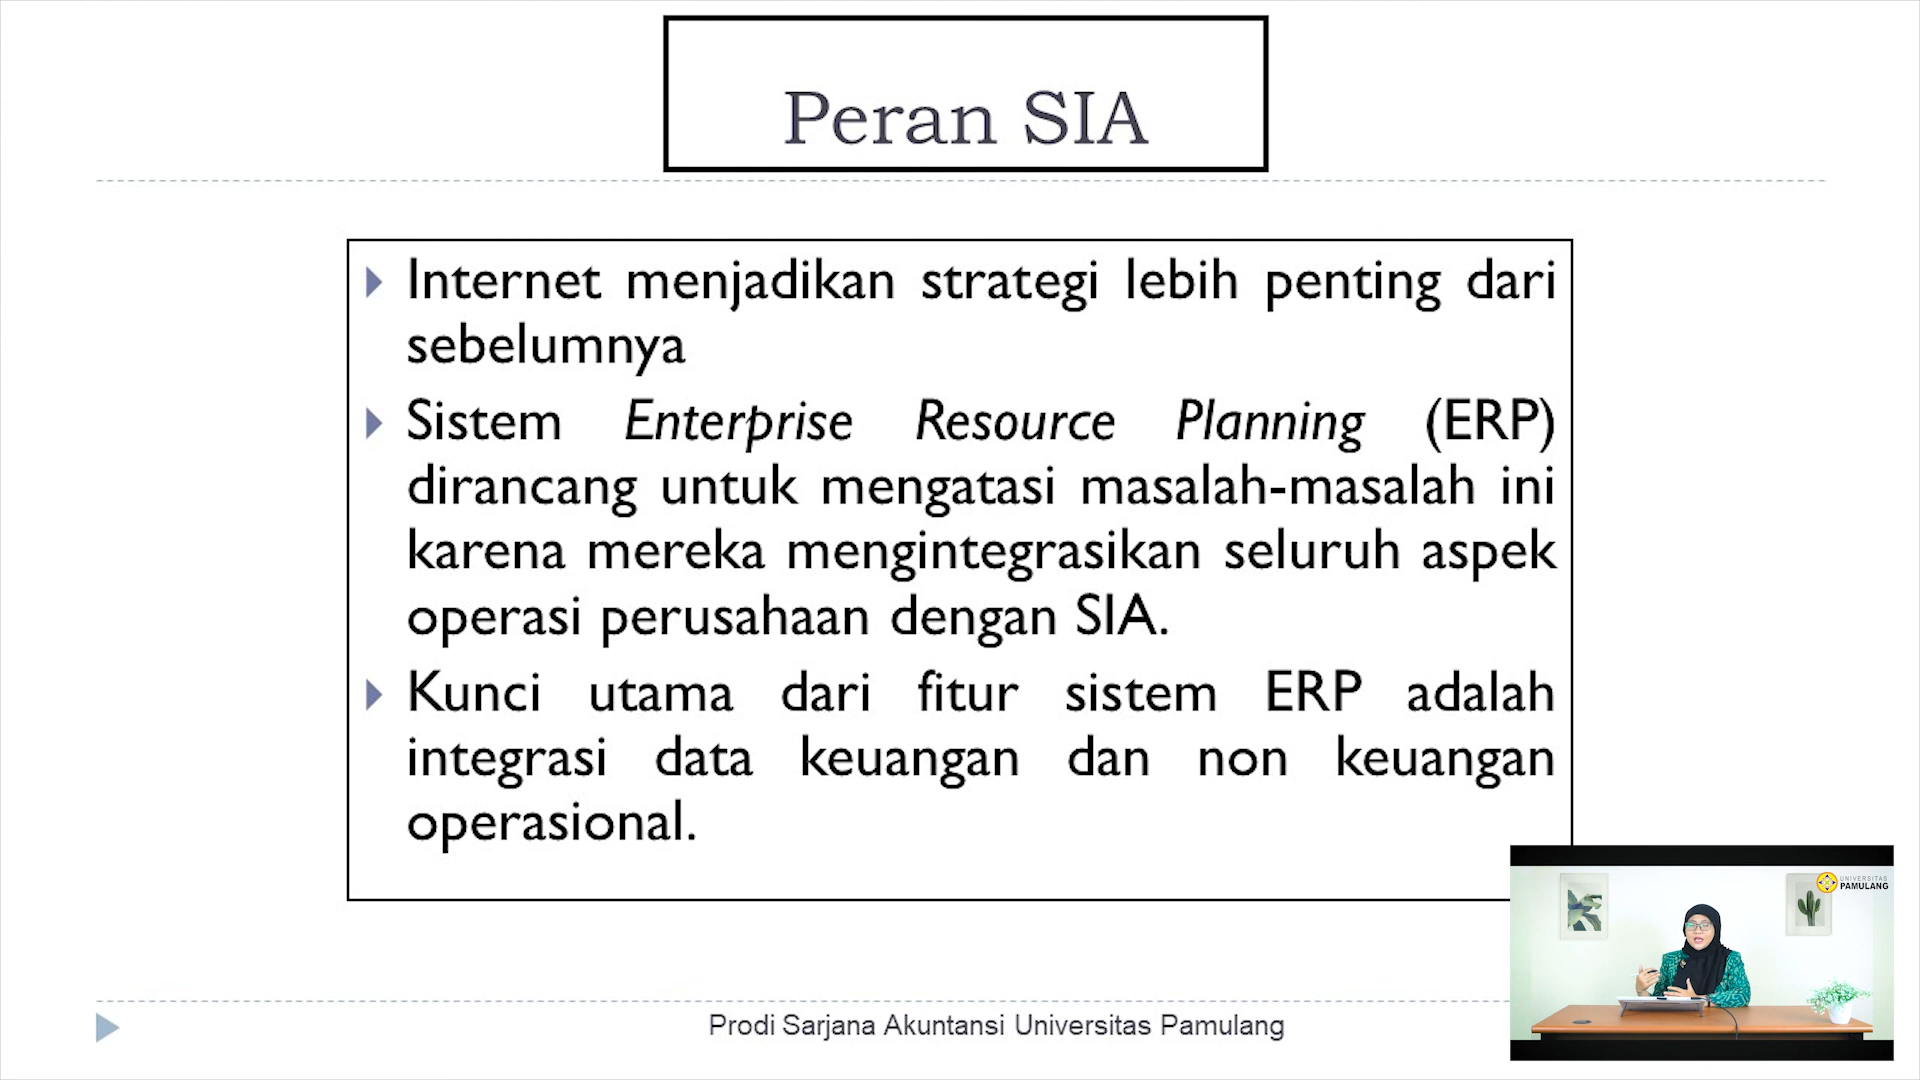 Peran SIA
Internet menjadikan strategi lebih penting dari
sebelumnya
Sistem Enterprise Resource Planning (ERP)
dirancang untuk mengatasi masalah-masalah ini
karena mereka mengintegrasikan seluruh aspek
operasi perusahaan dengan SIA.
Kunci utama dari fitur sistem ERP adalah
integrasi data keuangan dan non keuangan
operasional.
UNIVERSITAS
PAMULANG
Prodi Sarjana Akuntansi Universitas Pamulang